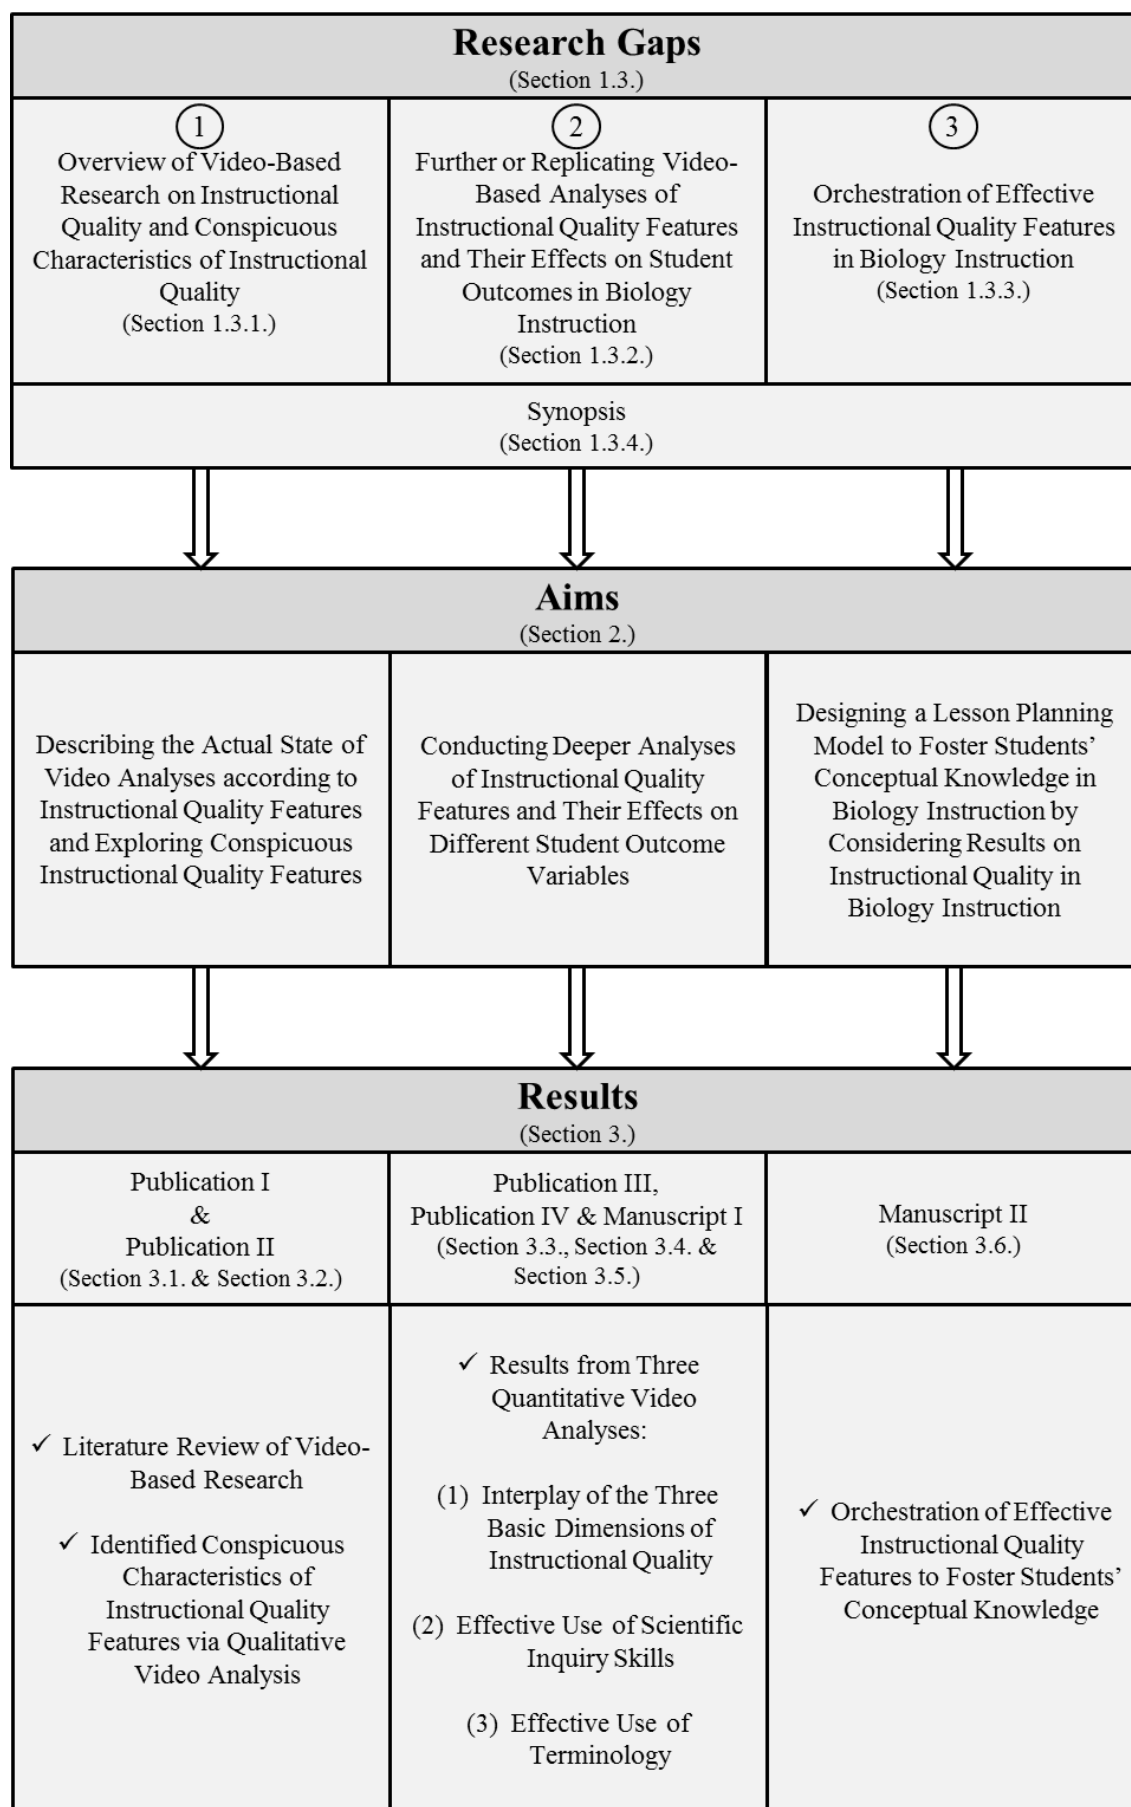 Research Gaps
(Section 1.3.)
1
Overview of Video-Based
Research on Instructional
Quality and Conspicuous
Characteristics of Instructional
Quality
(Section 1.3.1.)
2
Further or Replicating Video-
Based Analyses of
Instructional Quality Features
and Their Effects on Student
Outcomes in Biology
Instruction
(Section 1.3.2.)
3
Orchestration of Effective
Instructional Quality Features
in Biology Instruction
(Section 1.3.3.)
Synopsis
(Section 1.3.4.)
Aims
(Section 2.)
Describing the Actual State of
Video Analyses according to
Instructional Quality Features
and Exploring Conspicuous
Instructional Quality Features
Conducting Deeper Analyses
of Instructional Quality
Features and Their Effects on
Different Student Outcome
Variables
Designing a Lesson Planning
Model to Foster Students’
Conceptual Knowledge in
Biology Instruction by
Considering Results on
Instructional Quality in
Biology Instruction
Results
(Section 3.)
Publication I
&
Publication II
(Section 3.1. & Section 3.2.)
Publication III,
Publication IV & Manuscript I
(Section 3.3., Section 3.4. &
Section 3.5.)
Manuscript II
(Section 3.6.)
✓ Literature Review of Video-
Based Research
✓ Identified Conspicuous
Characteristics of
Instructional Quality
Features via Qualitative
Video Analysis
✓ Results from Three
Quantitative Video
Analyses:
(1) Interplay of the Three
Basic Dimensions of
Instructional Quality
(2) Effective Use of Scientific
Inquiry Skills
(3) Effective Use of
Terminology
✓ Orchestration of Effective
Instructional Quality
Features to Foster Students’
Conceptual Knowledge